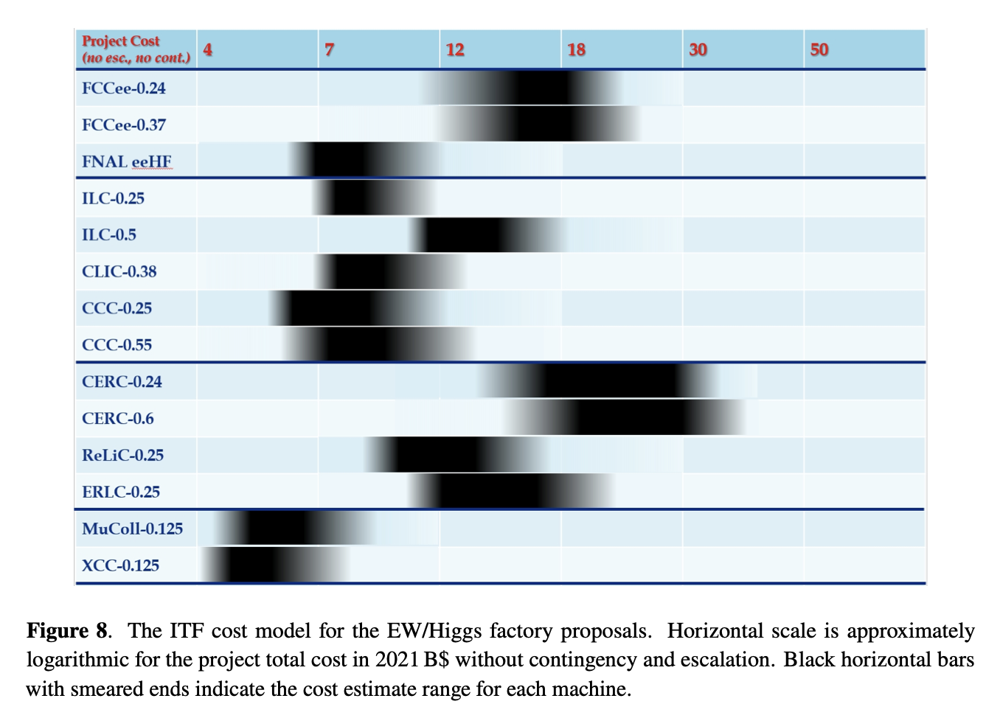 Project Cost
(no esc., no cont.) 4 7 12 18 30 50
FCCee-0.24
FCCee-0.37
FNAL eeHF
ILC-0.25
ILC-0.5
CLIC-0.38
CCC-0.25
CCC-0.55
CERC-0.24
CERC-0.6
ReLiC-0.25
ERLC-0.25
MuColl-0.125
XCC-0.125
Figure 8. The ITF cost model for the EW/Higgs factory proposals. Horizontal scale is approximately
logarithmic for the project total cost in 2021 B$ without contingency and escalation. Black horizontal bars
with smeared ends indicate the cost estimate range for each machine.